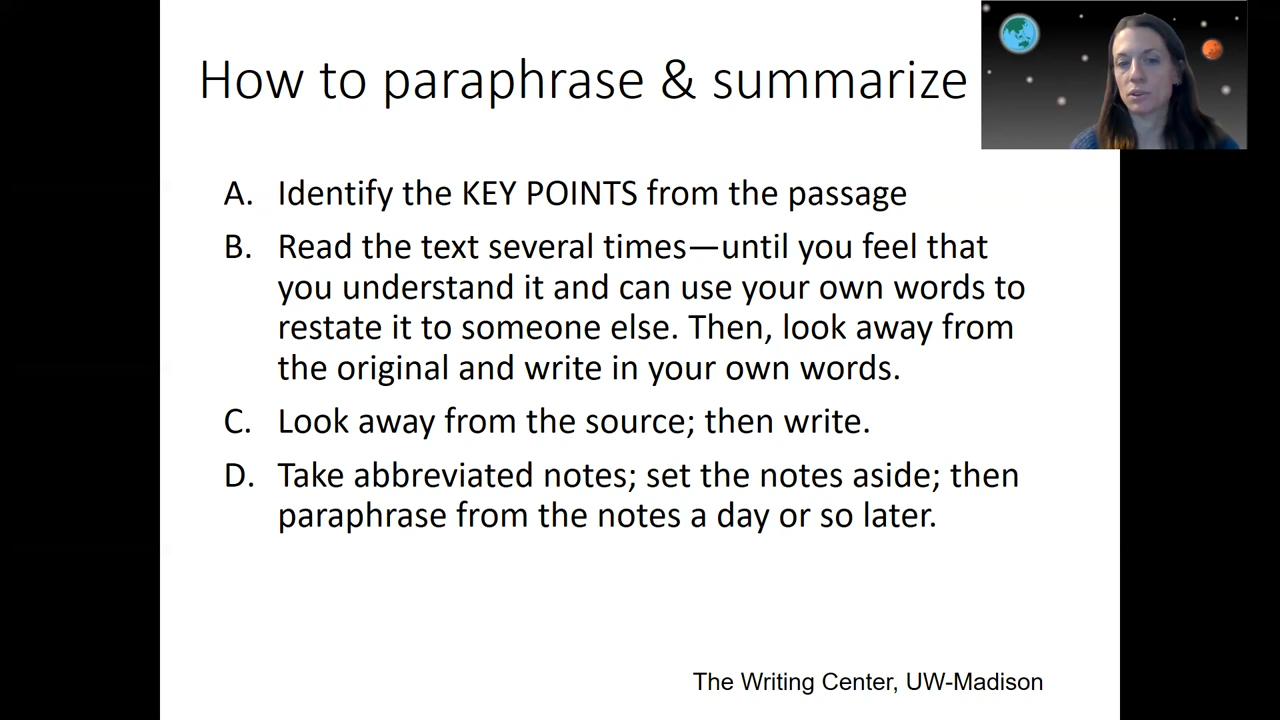 How to paraphrase & summarize
A. Identify the KEY POINTS from the passage
B. Read the text several times—until you feel that
you understand it and can use your own words to
restate it to someone else. Then, look away from
the original and write in your own words.
C. Look away from the source; then write.
D. Take abbreviated notes; set the notes aside; then
paraphrase from the notes a day or so later.
The Writing Center, UW-Madison